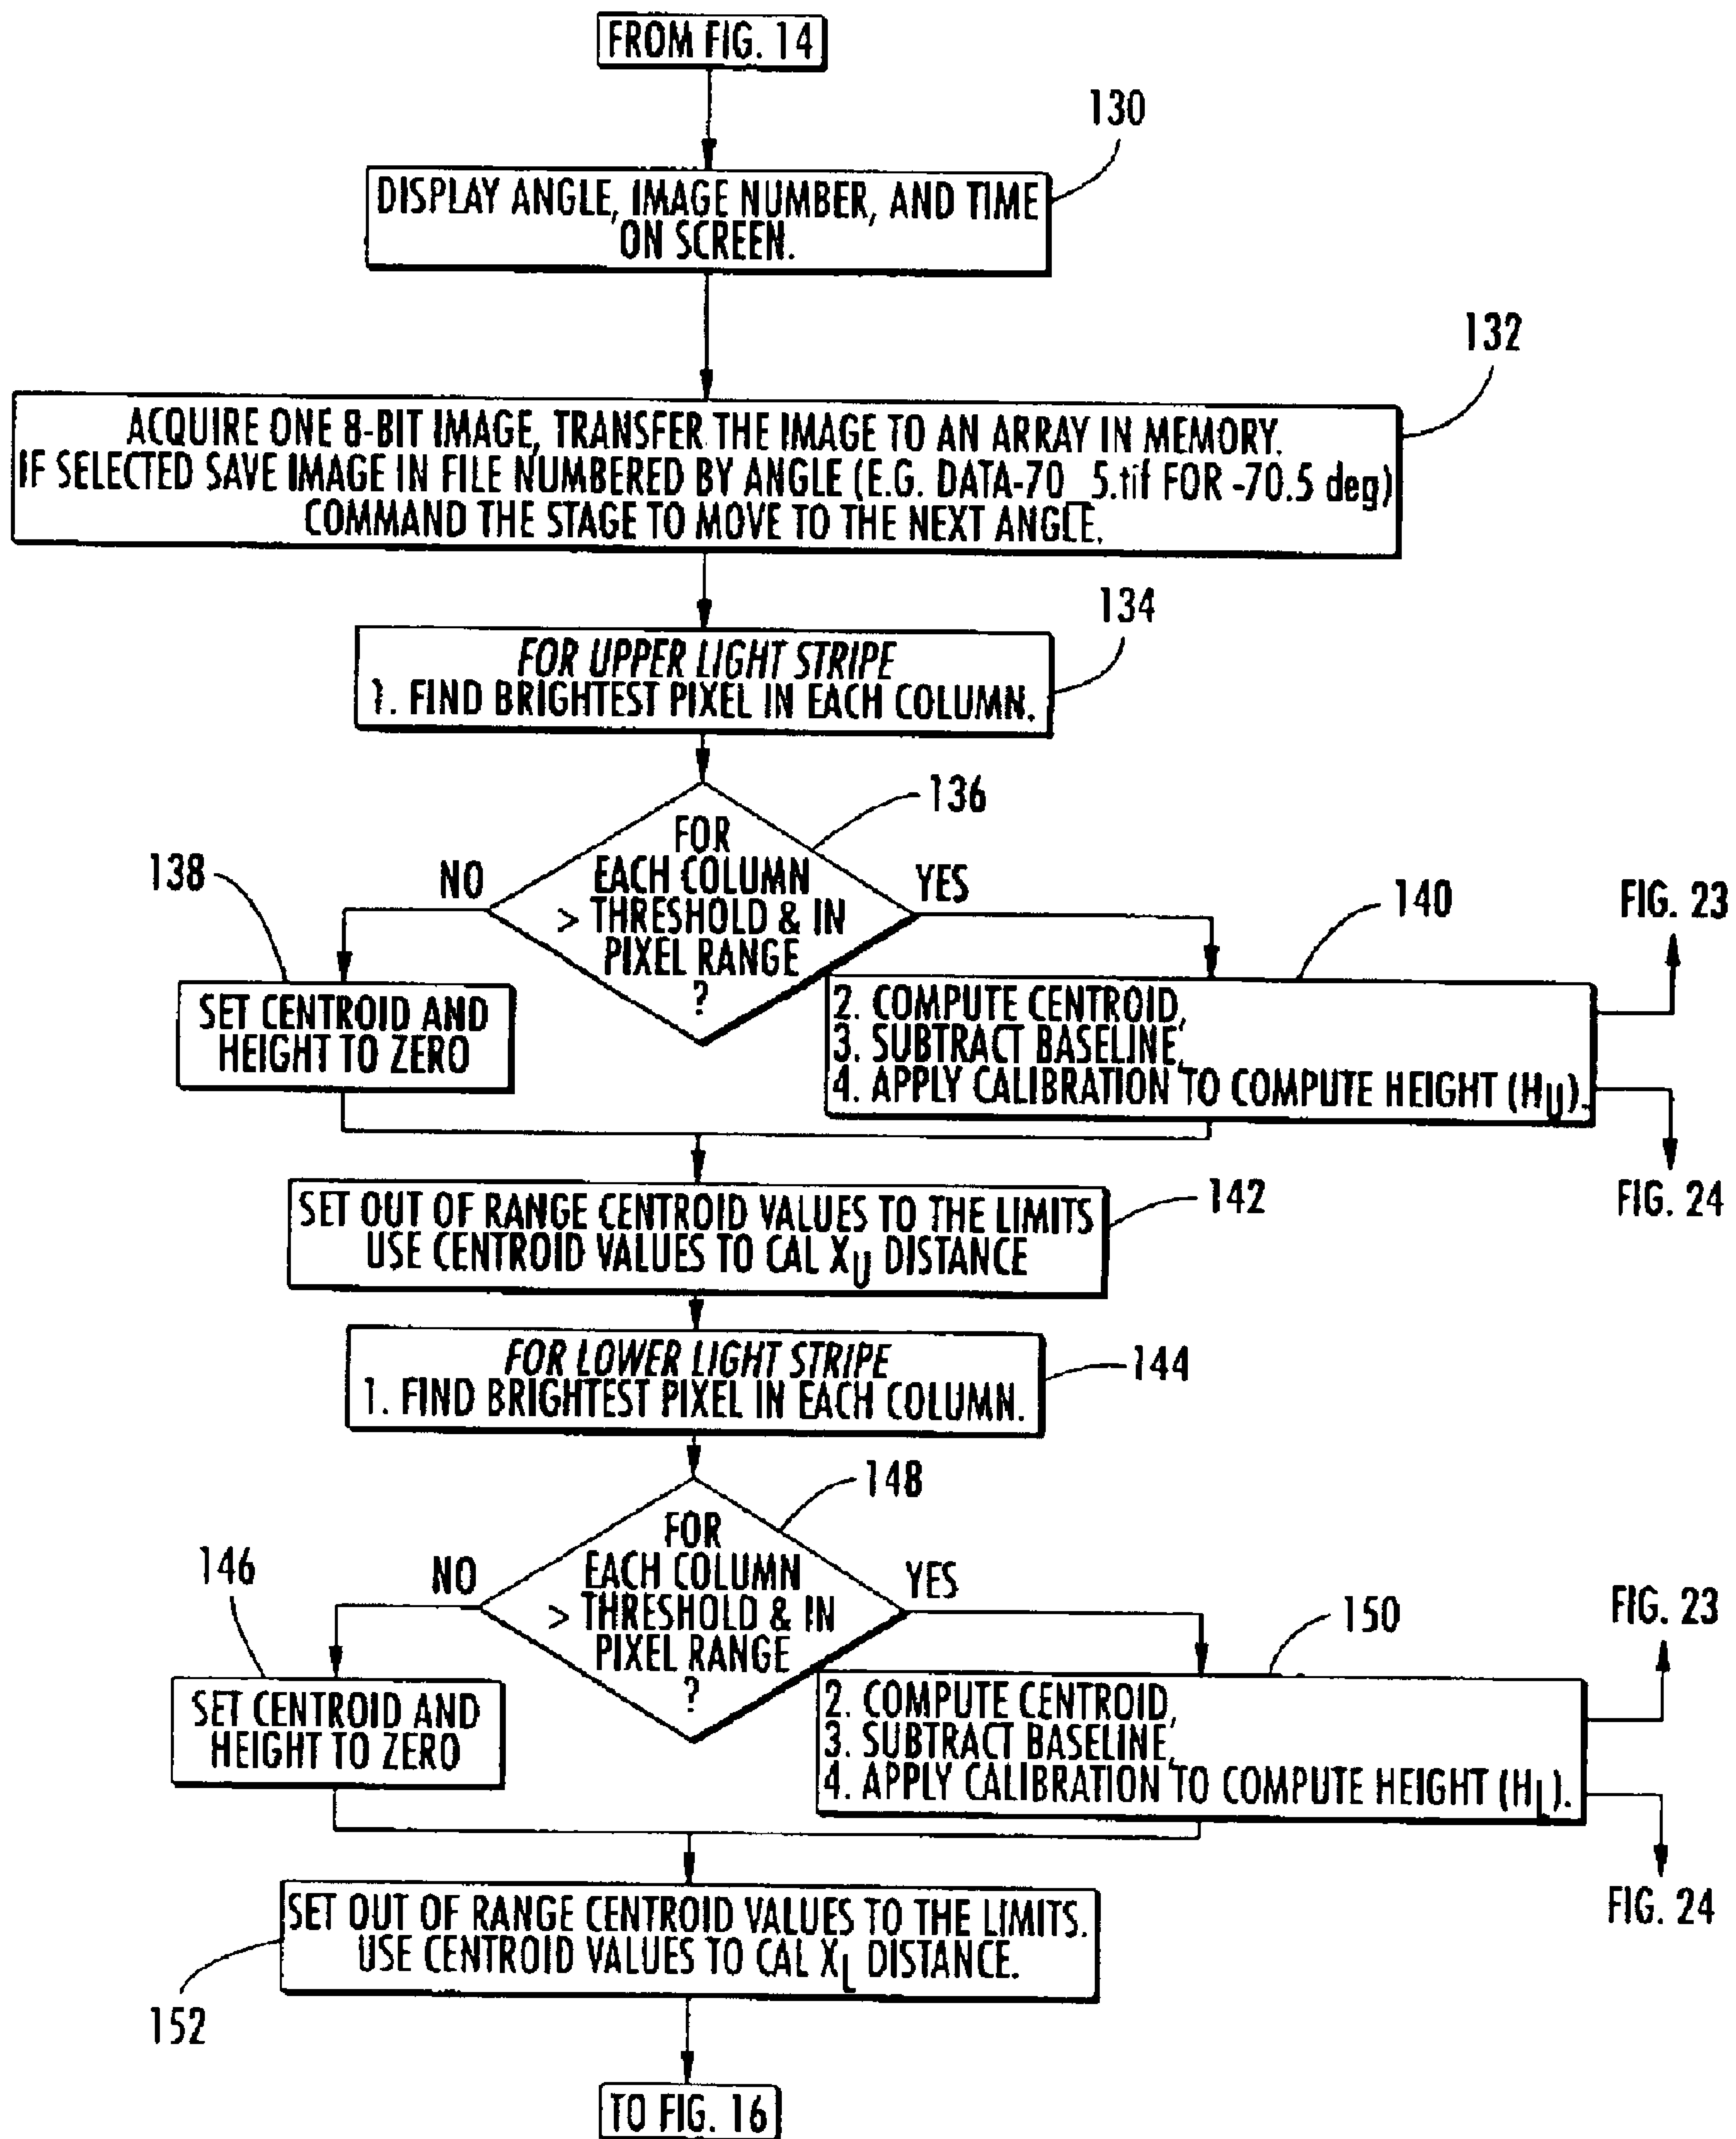 FROM FIG. 14
130
DISPLAY ANGLE, IMAGE NUMBER, AND TIME
ON SCREEN.
132
ACQUIRE ONE 8-BIT IMAGE, TRANSFER THE IMAGE TO AN ARRAY IN MEMORY.
IF SELECTED SAVE IMAGE IN FILE NUMBERED BY ANGLE (E.G. DATA-70_5.tif FOR -70.5 deg)
COMMAND THE STAGE TO MOVE TO THE NEXT ANGLE.
134
FOR UPPER LIGHT STRIPE
1. FIND BRIGHTEST PIXEL IN EACH COLUMN.
136
FOR
EACH COLUMN
> THRESHOLD & IN
PIXEL RANGE
?
NO
YES
138
SET CENTROID AND
HEIGHT TO ZERO
140
2. COMPUTE CENTROID,
3. SUBTRACT BASELINE,
4. APPLY CALIBRATION TO COMPUTE HEIGHT (HU).
FIG. 23
FIG. 24
142
SET OUT OF RANGE CENTROID VALUES TO THE LIMITS
USE CENTROID VALUES TO CAL XU DISTANCE
144
FOR LOWER LIGHT STRIPE
1. FIND BRIGHTEST PIXEL IN EACH COLUMN.
148
FOR
EACH COLUMN
> THRESHOLD & IN
PIXEL RANGE
?
NO
YES
146
SET CENTROID AND
HEIGHT TO ZERO
150
2. COMPUTE CENTROID,
3. SUBTRACT BASELINE,
4. APPLY CALIBRATION TO COMPUTE HEIGHT (HL).
FIG. 23
FIG. 24
SET OUT OF RANGE CENTROID VALUES TO THE LIMITS.
USE CENTROID VALUES TO CAL XL DISTANCE.
152
TO FIG. 16